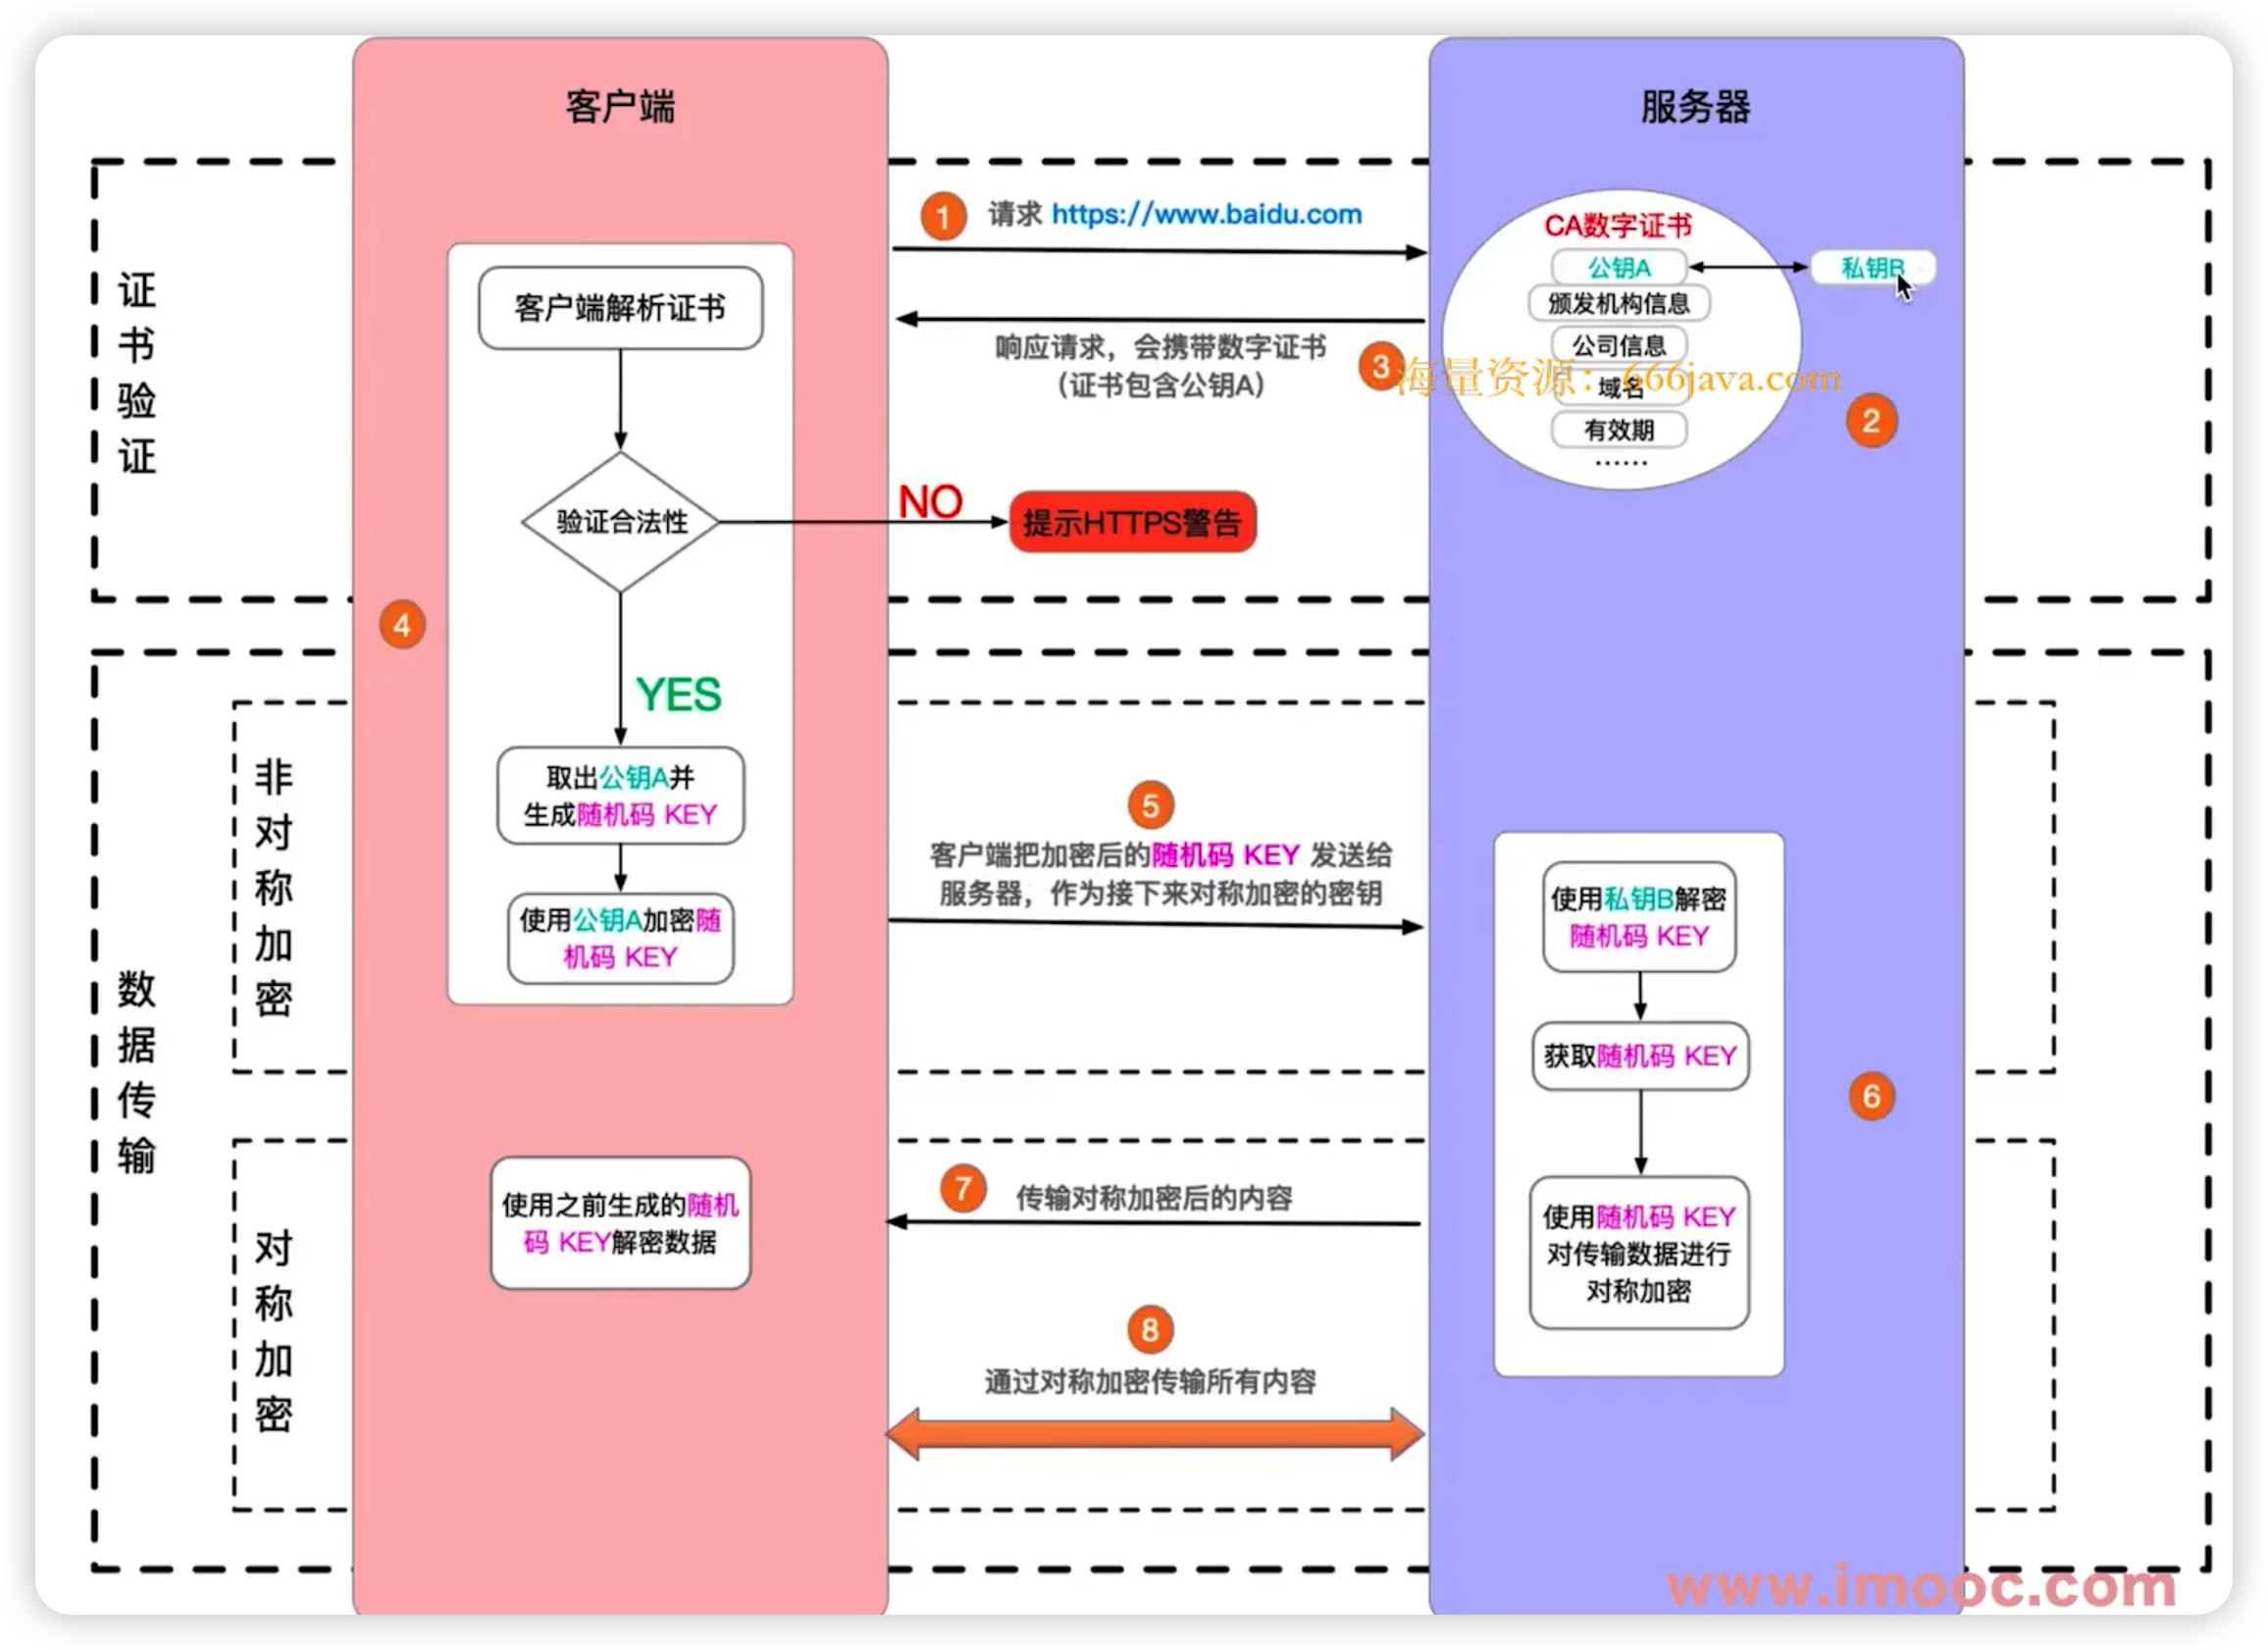 客户端
服务器
证书验证
1
请求 https://www.baidu.com
CA数字证书
公钥A
私钥B
颁发机构信息
公司信息
域名
有效期
......
2
响应请求，会携带数字证书
（证书包含公钥A）
3
海量资源：666java.com
客户端解析证书
验证合法性
NO
提示HTTPS警告
4
YES
数据传输
非对称加密
取出公钥A并
生成随机码 KEY
使用公钥A加密随
机码 KEY
5
客户端把加密后的随机码 KEY 发送给
服务器，作为接下来对称加密的密钥
使用私钥B解密
随机码 KEY
获取随机码 KEY
6
使用随机码 KEY
对传输数据进行
对称加密
对称加密
7
传输对称加密后的内容
使用之前生成的随机
码 KEY解密数据
8
通过对称加密传输所有内容
www.imooc.com